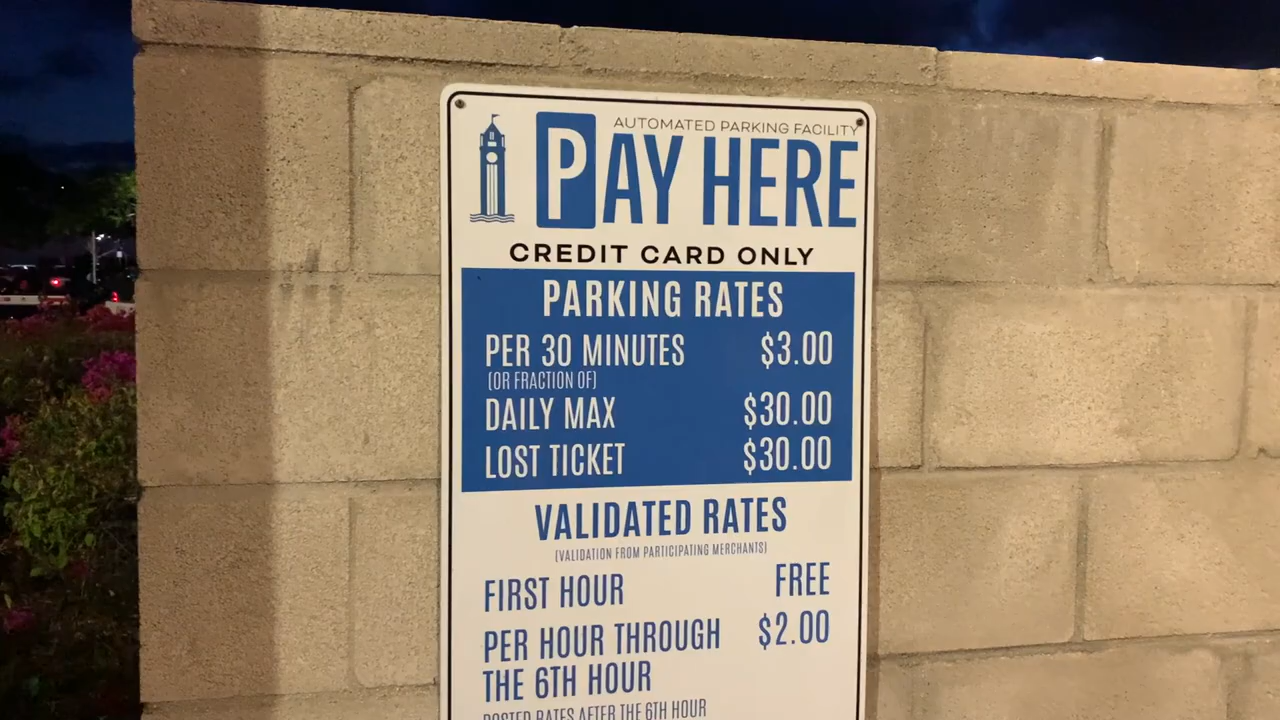 AUTOMATED PARKING FACILITY
PAY HERE
CREDIT CARD ONLY
PARKING RATES
PER 30 MINUTES $3.00
(OR FRACTION OF)
DAILY MAX $30.00
LOST TICKET $30.00
VALIDATED RATES
(VALIDATION FROM PARTICIPATING MERCHANTS)
FIRST HOUR FREE
PER HOUR THROUGH $2.00
THE 6TH HOUR
POSTED RATES AFTER THE 6TH HOUR